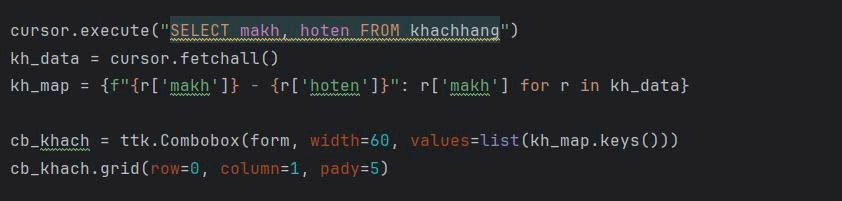 cursor.execute("SELECT makh, hoten FROM khachhang")
kh_data = cursor.fetchall()
kh_map = {f"{r['makh']} - {r['hoten']}": r['makh'] for r in kh_data}
cb_khach = ttk.Combobox(form, width=60, values=list(kh_map.keys()))
cb_khach.grid(row=0, column=1, pady=5)